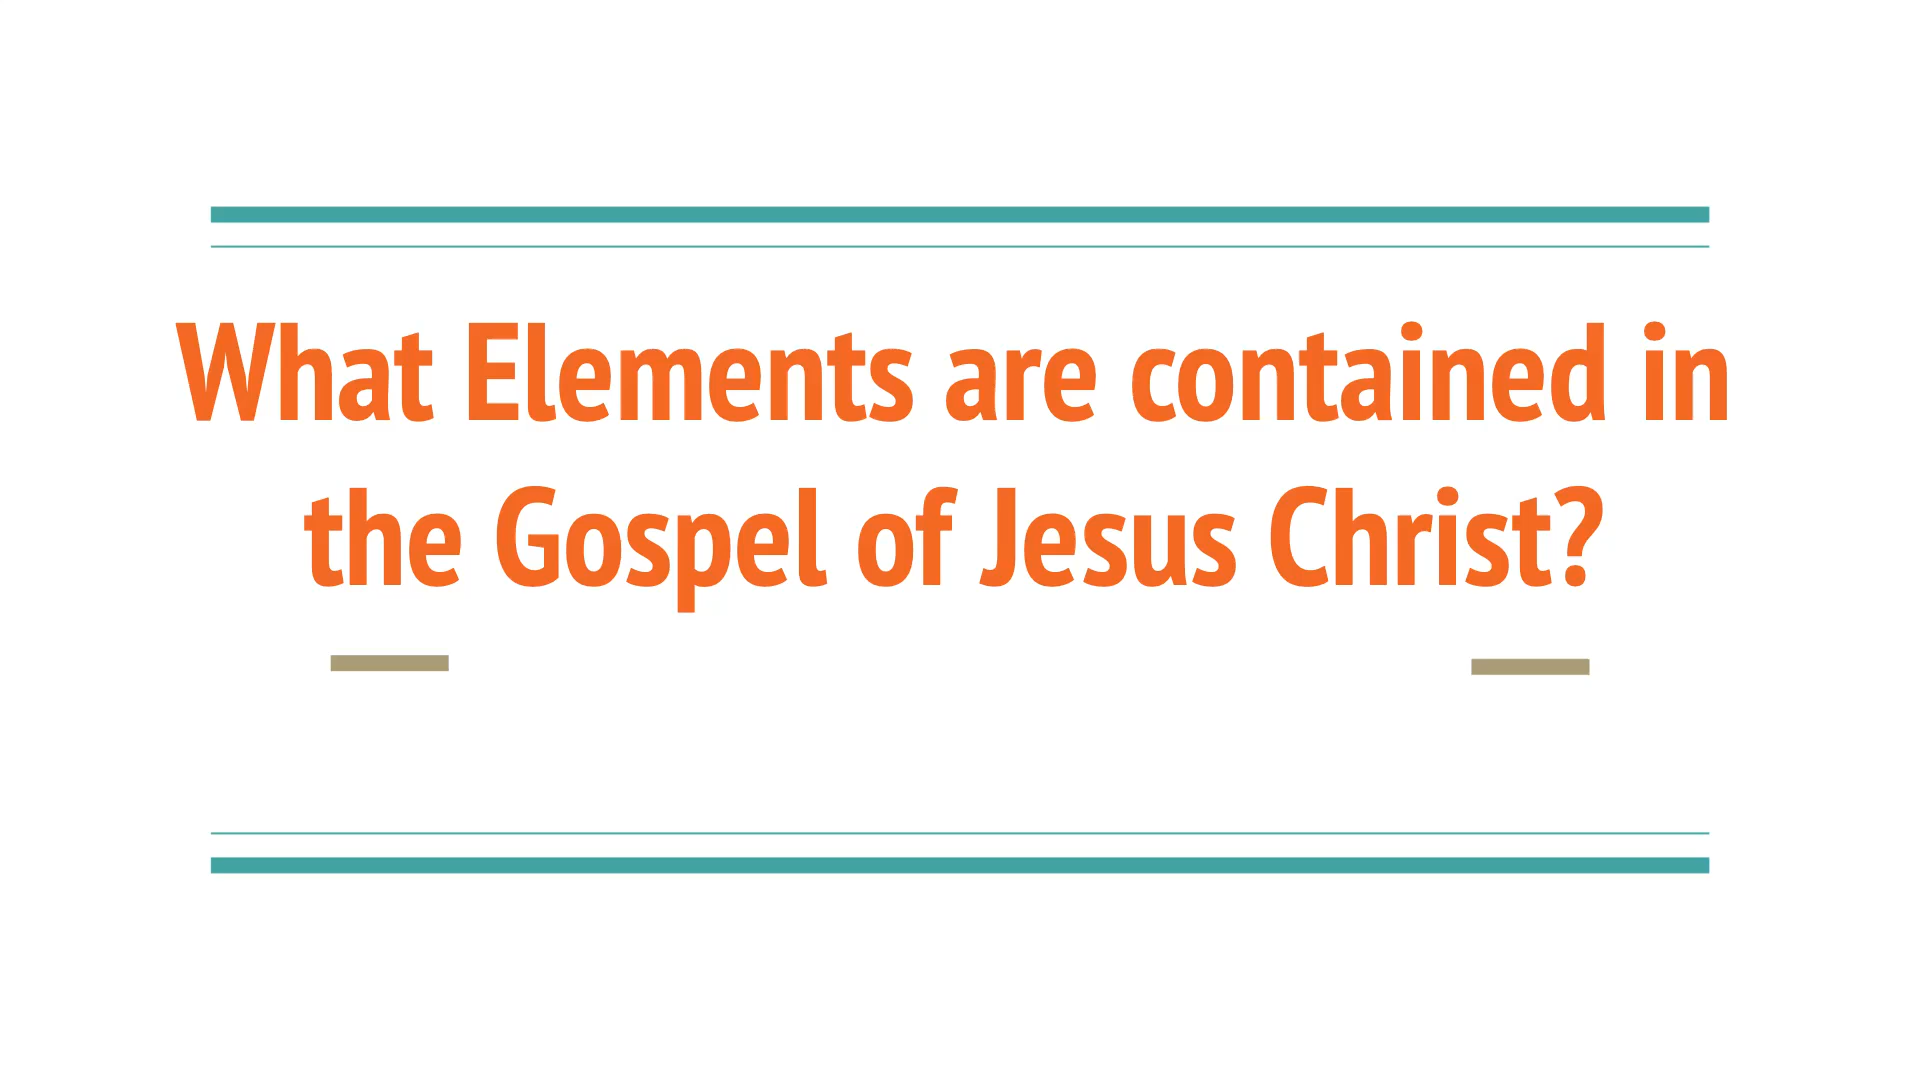 What Elements are contained in
the Gospel of Jesus Christ?